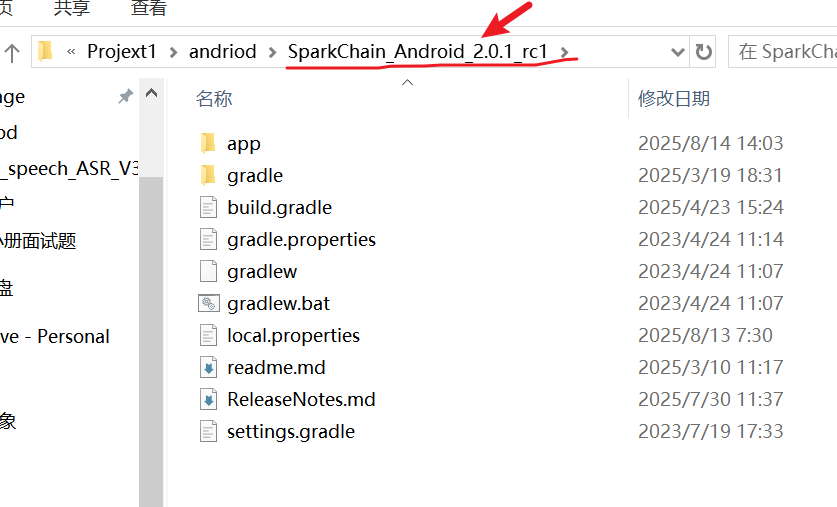 页 共享 查看
« Projext1 > andriod > SparkChain_Android_2.0.1_rc1 > 在 SparkCha
名称 修改日期
age
od
_speech_ASR_V3
户
小册面试题
盘
ve - Personal
象
app 2025/8/14 14:03
gradle 2025/3/19 18:31
build.gradle 2025/4/23 15:24
gradle.properties 2023/4/24 11:14
gradlew 2023/4/24 11:07
gradlew.bat 2023/4/24 11:07
local.properties 2025/8/13 7:30
readme.md 2025/3/10 11:17
ReleaseNotes.md 2025/7/30 11:37
settings.gradle 2023/7/19 17:33